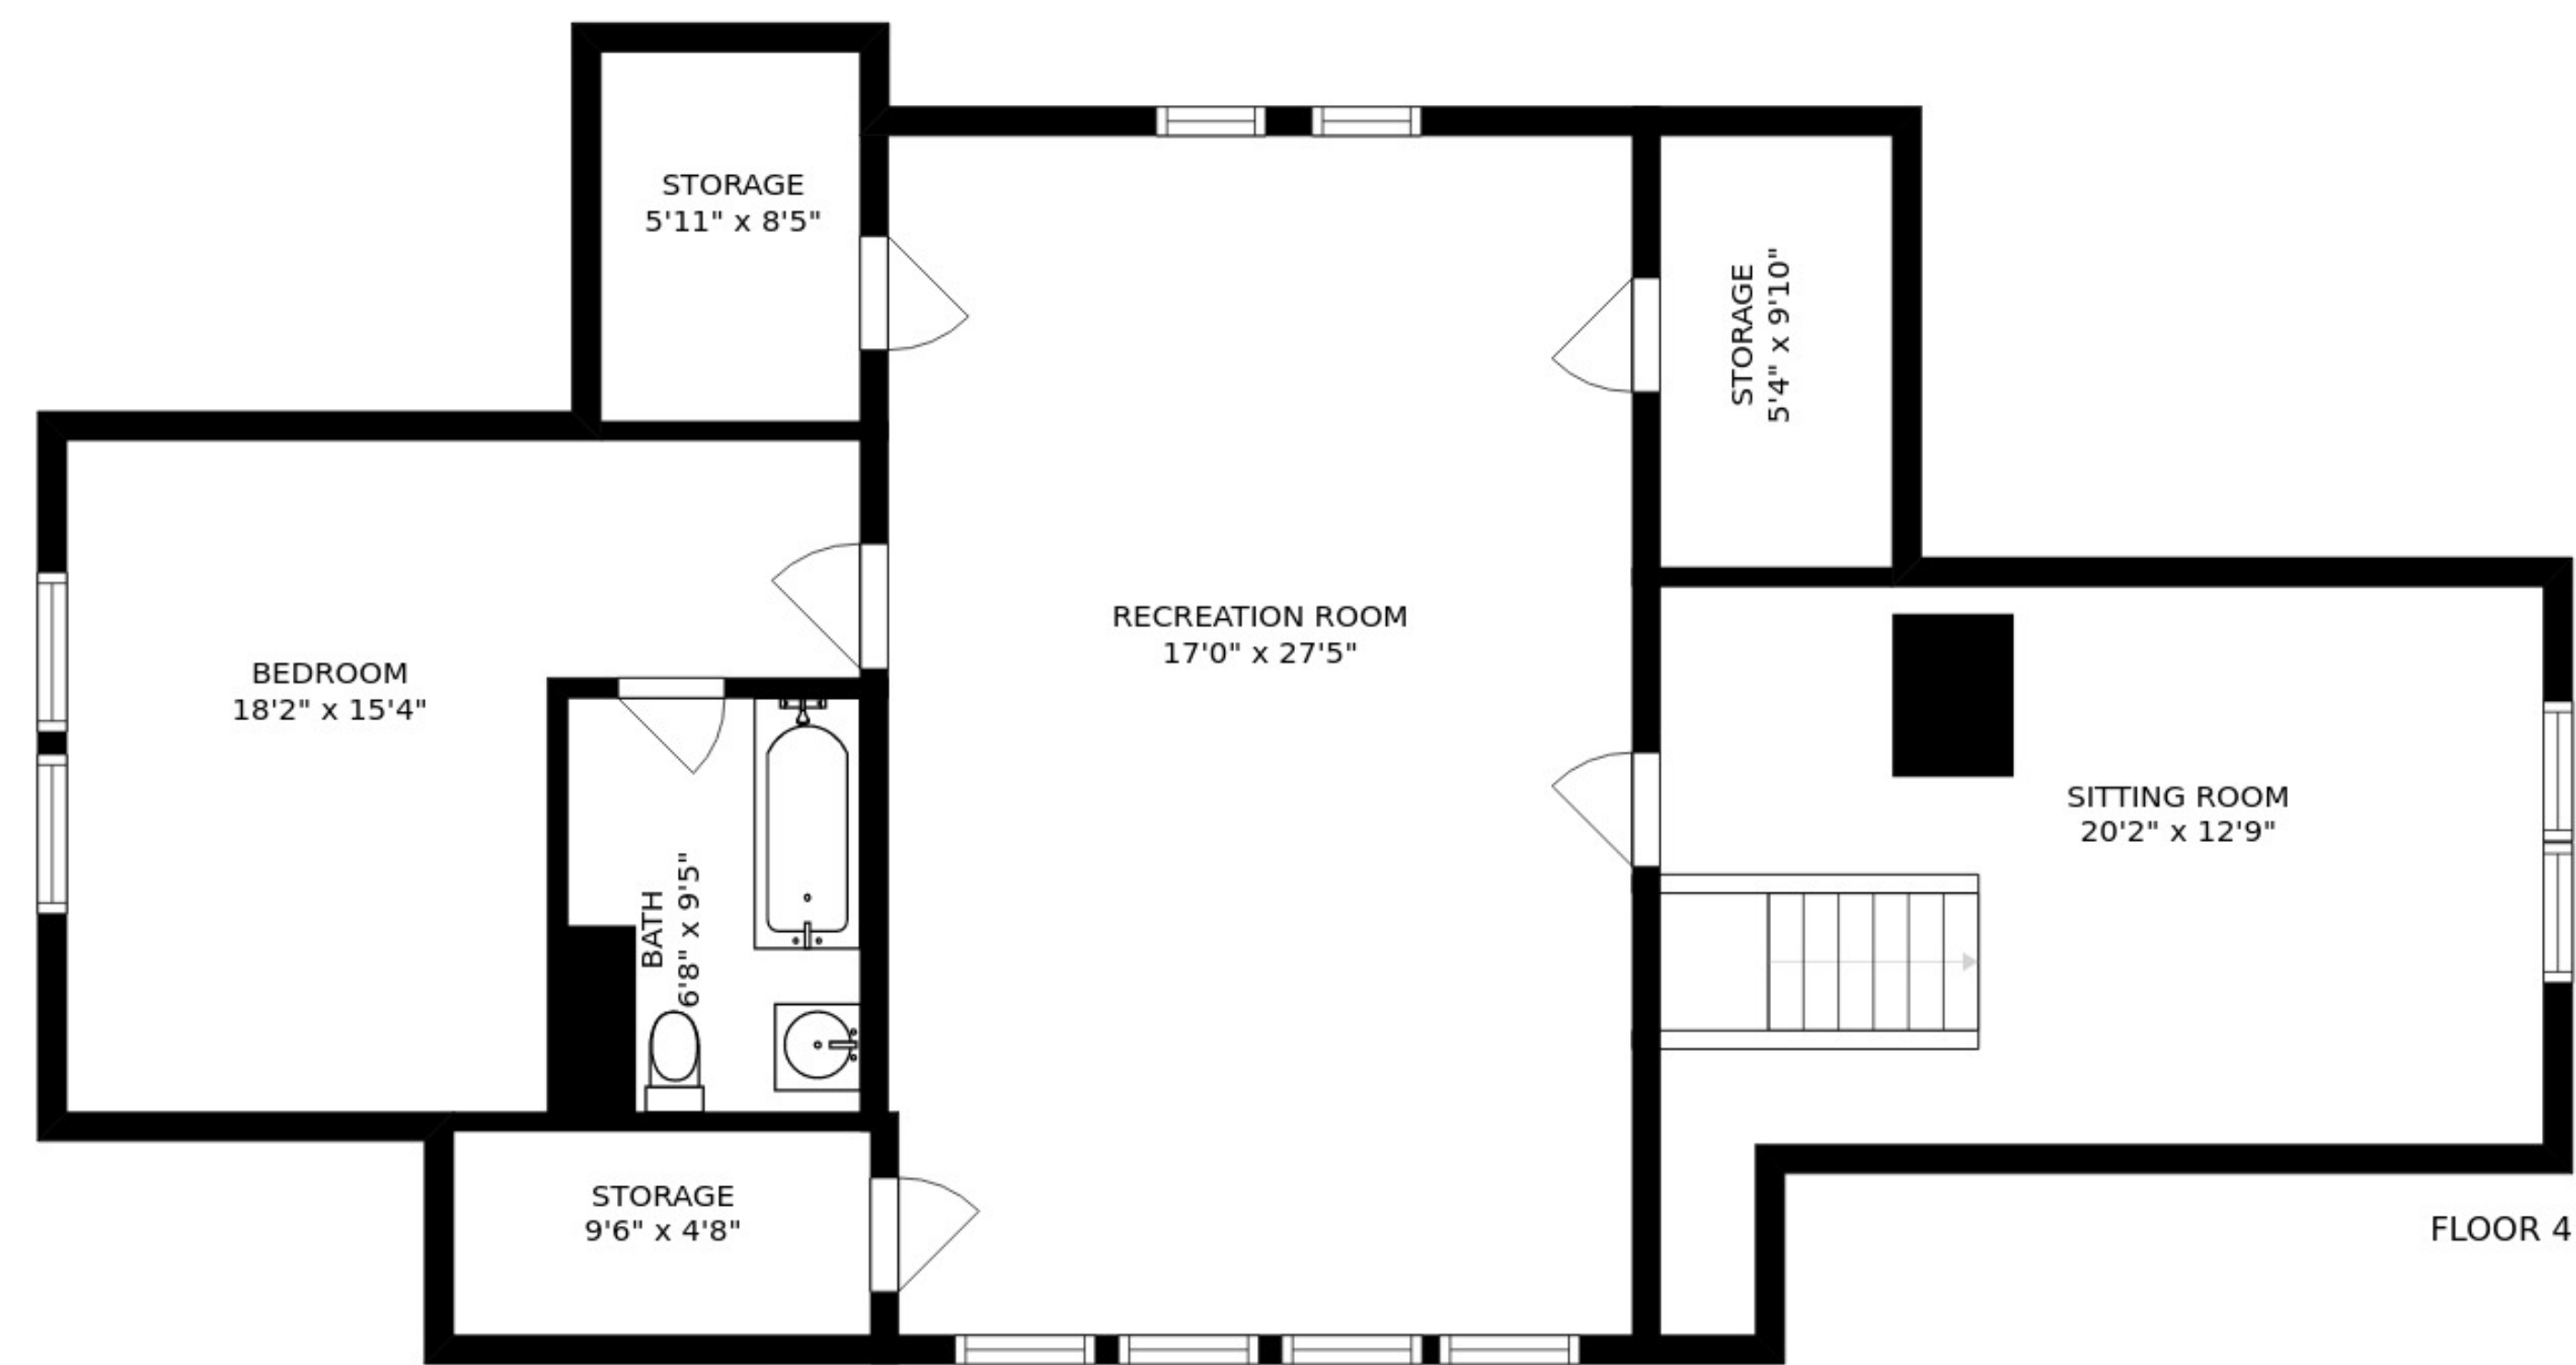 STORAGE
5'11" x 8'5"
STORAGE
5'4" x 9'10"
RECREATION ROOM
17'0" x 27'5"
BEDROOM
18'2" x 15'4"
SITTING ROOM
20'2" x 12'9"
BATH
6'8" x 9'5"
STORAGE
9'6" x 4'8"
FLOOR 4